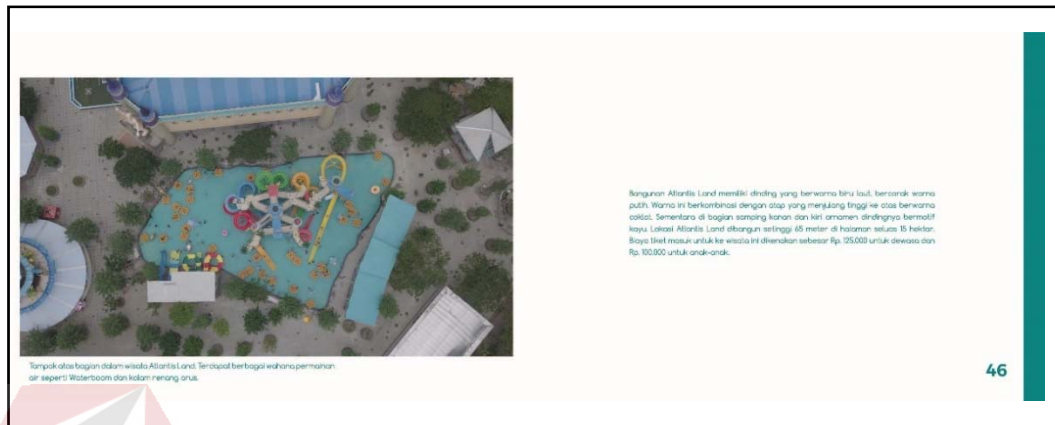 Tampak atas bagian dalam wisata Atlantis Land. Terdapat berbagai wahana permainan
air seperti Waterboom dan kolam renang arus.
Bangunan Atlantis Land memiliki dinding yang berwarna biru laut, bercorak warna
putih. Warna ini berkombinasi dengan atap yang menjulang tinggi ke atas berwarna
coklat. Sementara di bagian samping kanan dan kiri ornamen dindingnya bermotif
kayu. Lokasi Atlantis Land dibangun setinggi 65 meter di halaman seluas 15 hektar.
Biaya tiket masuk untuk ke wisata ini dikenakan sebesar Rp. 125,000 untuk dewasa dan
Rp. 100,000 untuk anak-anak.
46